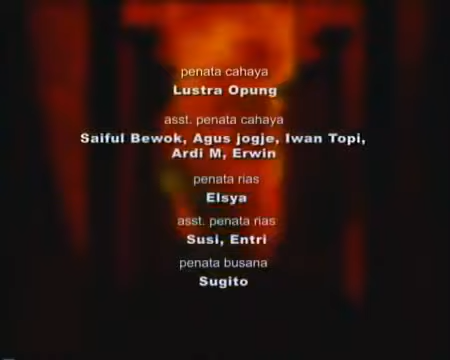 penata cahaya
Lustra Opung
asst. penata cahaya
Saiful Bewok, Agus jogje, Iwan Topi,
Ardi M, Erwin
penata rias
Elsya
asst. penata rias
Susi, Entri
penata busana
Sugito